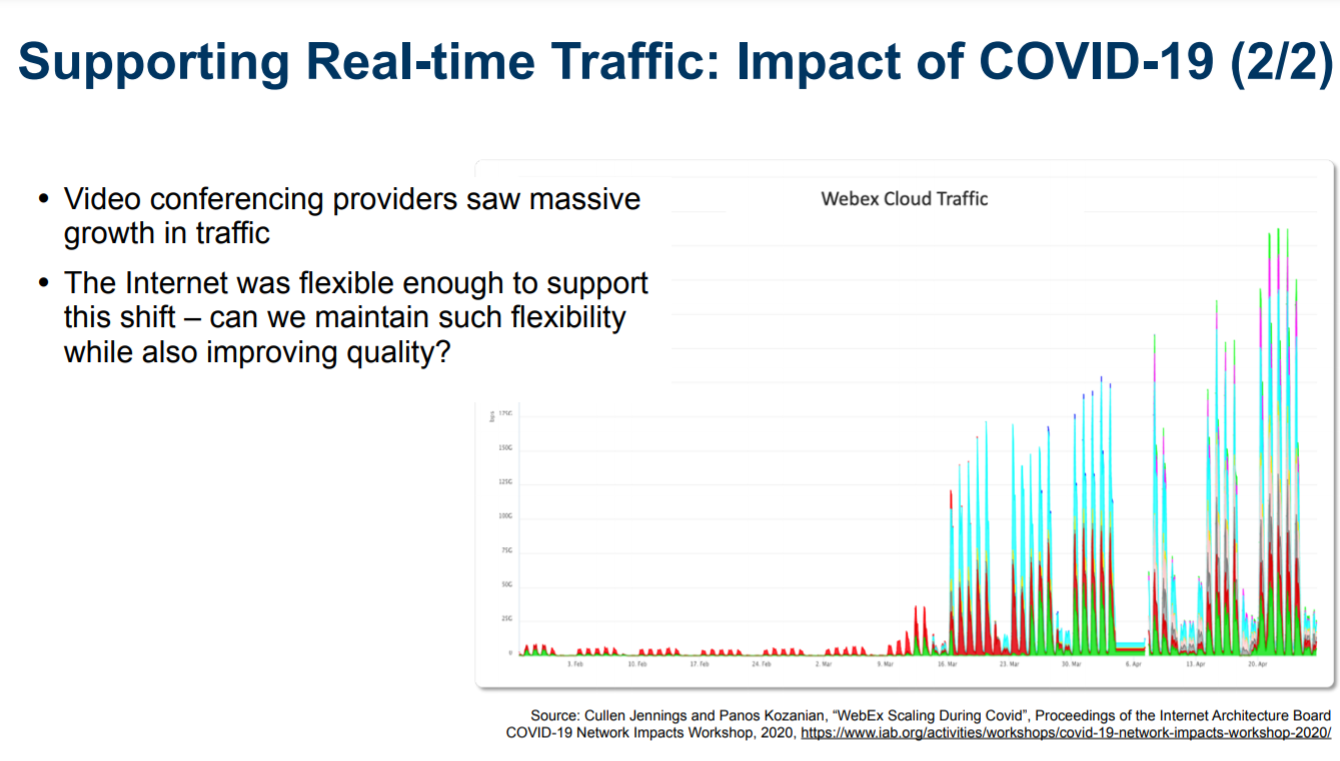 Supporting Real-time Traffic: Impact of COVID-19 (2/2)
• Video conferencing providers saw massive
growth in traffic
• The Internet was flexible enough to support
this shift – can we maintain such flexibility
while also improving quality?
Webex Cloud Traffic
175G
150G
125G
100G
75G
50G
25G
0
3. Feb 10. Feb 17. Feb 24. Feb 2. Mar 9. Mar 16. Mar 23. Mar 30. Mar 6. Apr 13. Apr 20. Apr
Source: Cullen Jennings and Panos Kozanian, “WebEx Scaling During Covid”, Proceedings of the Internet Architecture Board
COVID-19 Network Impacts Workshop, 2020, https://www.iab.org/activities/workshops/covid-19-network-impacts-workshop-2020/